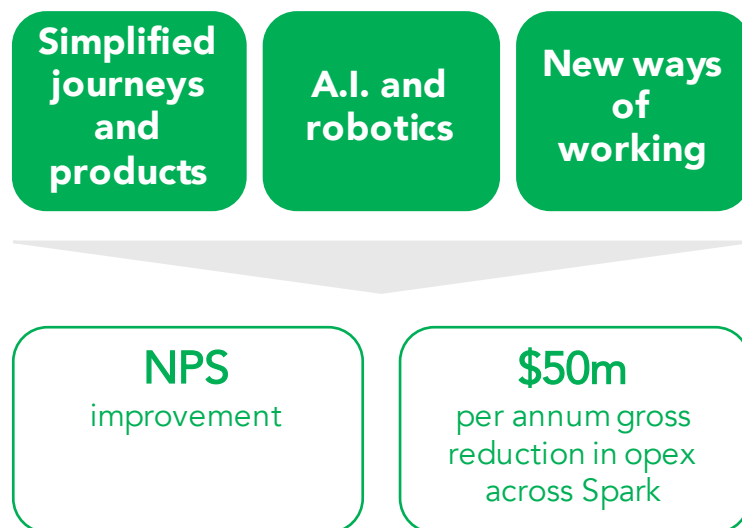 Simplified
journeys
and
products
A.I. and
robotics
New ways
of
working
NPS
improvement
$50m
per annum gross
reduction in opex
across Spark